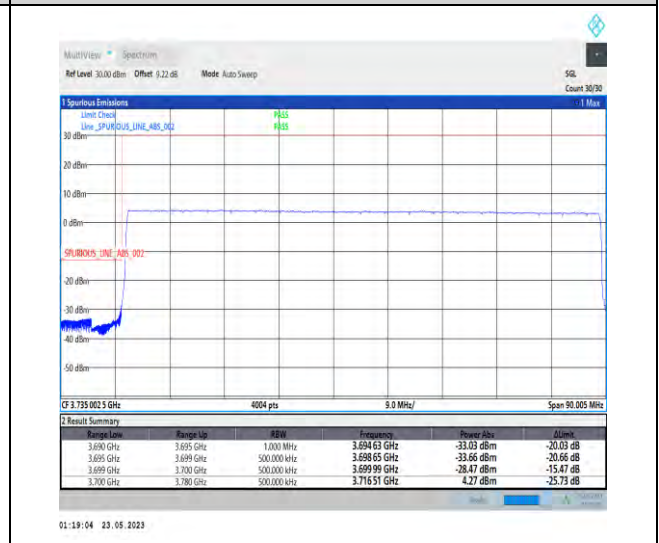 MultiView Spectrum
Ref Level 30.00 dBm Offset 9.22 dB Mode Auto Sweep SGL
Count 30/30
1 Spurious Emissions 1 Max
Limit Check PASS
Line _SPURIOUS_LINE_ABS_002 PASS
30 dBm
20 dBm
10 dBm
0 dBm
SPURIOUS_LINE_ABS_002
-20 dBm
-30 dBm
-40 dBm
-50 dBm
CF 3.735 002 5 GHz 4004 pts 9.0 MHz/ Span 90.005 MHz
2 Result Summary
Range Low Range Up RBW Frequency Power Abs ΔLimit
3.690 GHz 3.695 GHz 1.000 MHz 3.694 63 GHz -33.03 dBm -20.03 dB
3.695 GHz 3.699 GHz 500.000 kHz 3.698 65 GHz -33.66 dBm -20.66 dB
3.699 GHz 3.700 GHz 500.000 kHz 3.699 99 GHz -28.47 dBm -15.47 dB
3.700 GHz 3.780 GHz 500.000 kHz 3.716 51 GHz 4.27 dBm -25.73 dB
01:19:04 23.05.2023